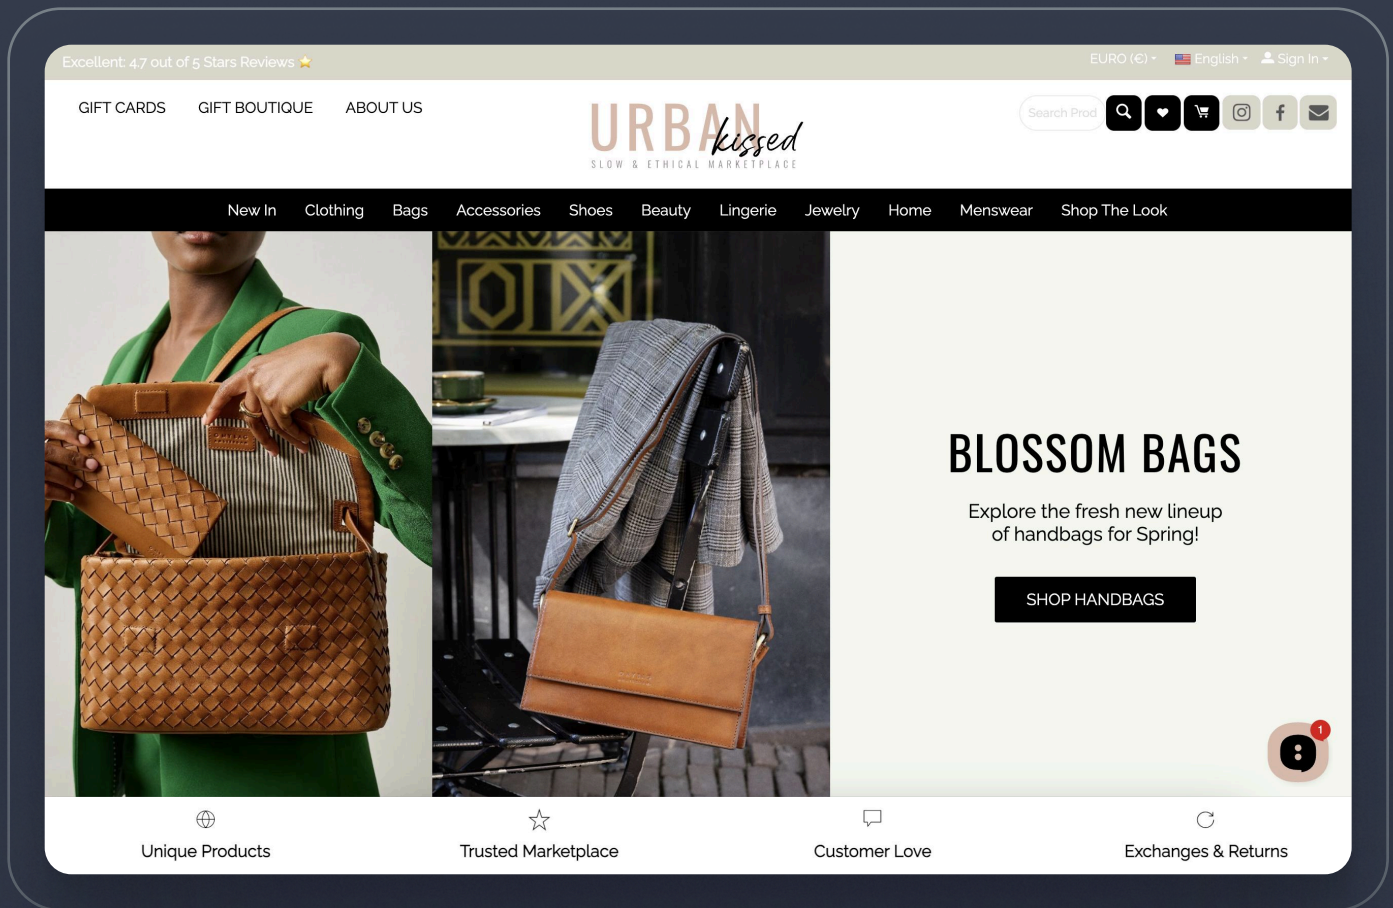 Excellent: 4.7 out of 5 Stars Reviews
EURO (€)
English
Sign In
GIFT CARDS
GIFT BOUTIQUE
ABOUT US
URBAN
kissed
SLOW & ETHICAL MARKETPLACE
Search Prod
New In
Clothing
Bags
Accessories
Shoes
Beauty
Lingerie
Jewelry
Home
Menswear
Shop The Look
BLOSSOM BAGS
Explore the fresh new lineup
of handbags for Spring!
SHOP HANDBAGS
1
Unique Products
Trusted Marketplace
Customer Love
Exchanges & Returns